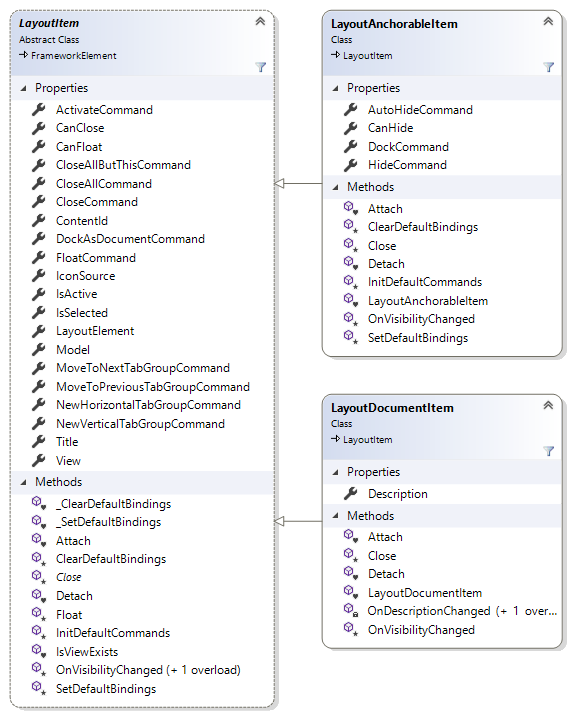 LayoutItem
Abstract Class
FrameworkElement
Properties
ActivateCommand
CanClose
CanFloat
CloseAllButThisCommand
CloseAllCommand
CloseCommand
ContentId
DockAsDocumentCommand
FloatCommand
IconSource
IsActive
IsSelected
LayoutElement
Model
MoveToNextTabGroupCommand
MoveToPreviousTabGroupCommand
NewHorizontalTabGroupCommand
NewVerticalTabGroupCommand
Title
View
Methods
_ClearDefaultBindings
_SetDefaultBindings
Attach
ClearDefaultBindings
Close
Detach
Float
InitDefaultCommands
IsViewExists
OnVisibilityChanged (+ 1 overload)
SetDefaultBindings
LayoutAnchorableItem
Class
LayoutItem
Properties
AutoHideCommand
CanHide
DockCommand
HideCommand
Methods
Attach
ClearDefaultBindings
Close
Detach
InitDefaultCommands
LayoutAnchorableItem
OnVisibilityChanged
SetDefaultBindings
LayoutDocumentItem
Class
LayoutItem
Properties
Description
Methods
Attach
Close
Detach
LayoutDocumentItem
OnDescriptionChanged (+ 1 over...
OnVisibilityChanged